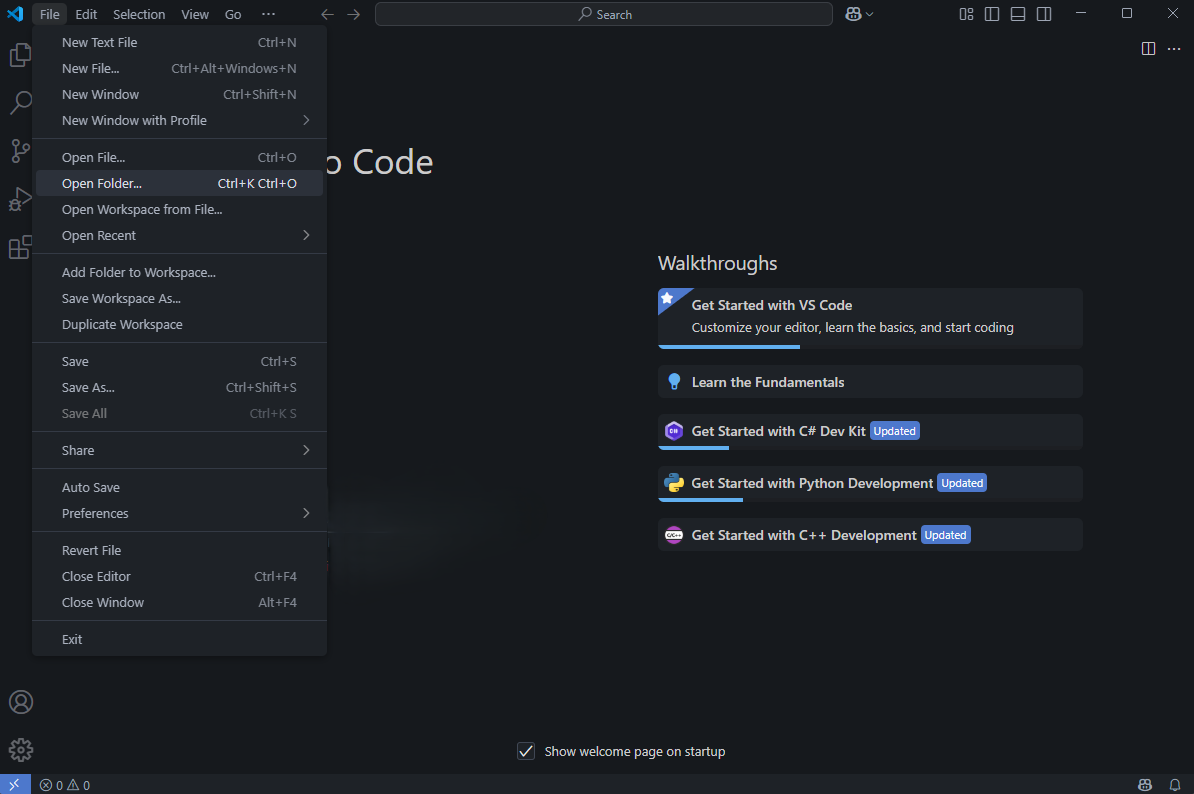 File Edit Selection View Go ··· Search
New Text File Ctrl+N
New File... Ctrl+Alt+Windows+N
New Window Ctrl+Shift+N
New Window with Profile
Open File... Ctrl+O
Open Folder... Ctrl+K Ctrl+O
Open Workspace from File...
Open Recent
Add Folder to Workspace...
Save Workspace As...
Duplicate Workspace
Save Ctrl+S
Save As... Ctrl+Shift+S
Save All Ctrl+K S
Share
Auto Save
Preferences
Revert File
Close Editor Ctrl+F4
Close Window Alt+F4
Exit
o Code
Walkthroughs
Get Started with VS Code
Customize your editor, learn the basics, and start coding
Learn the Fundamentals
Get Started with C# Dev Kit Updated
Get Started with Python Development Updated
C/C++ Get Started with C++ Development Updated
Show welcome page on startup
0 0